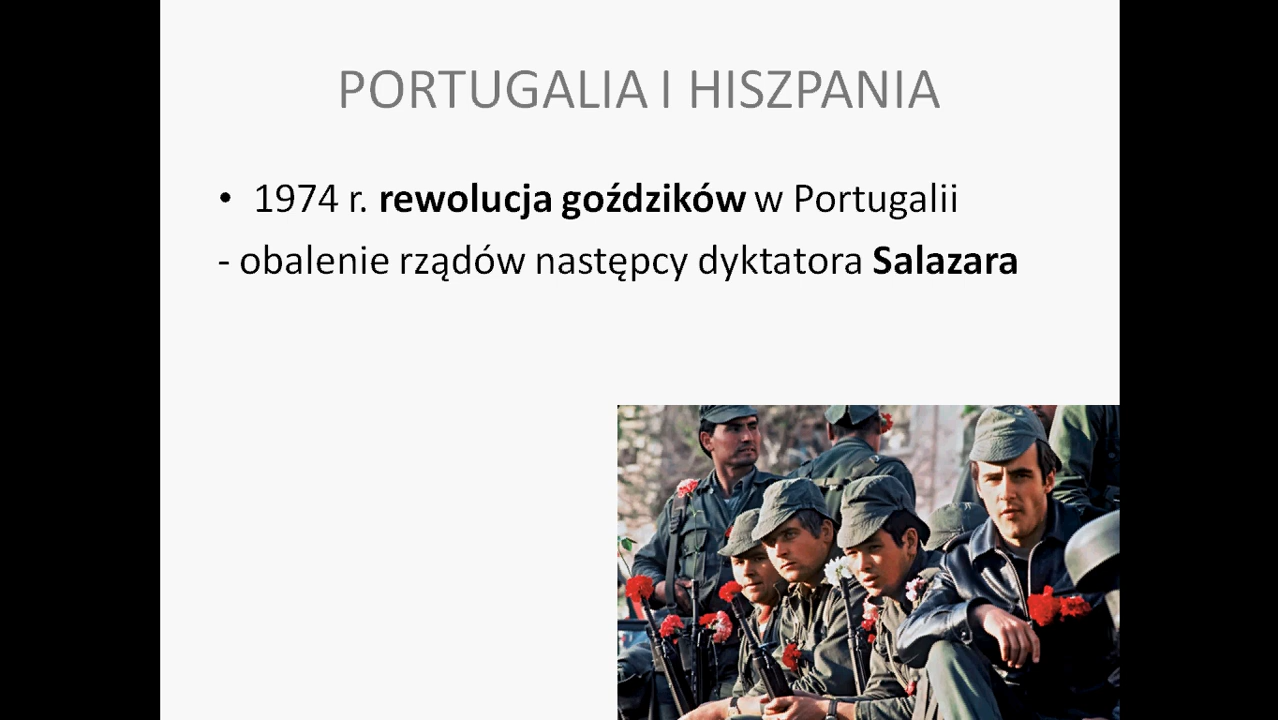 PORTUGALIA I HISZPANIA
• 1974 r. rewolucja goździków w Portugalii
- obalenie rządów następcy dyktatora Salazara